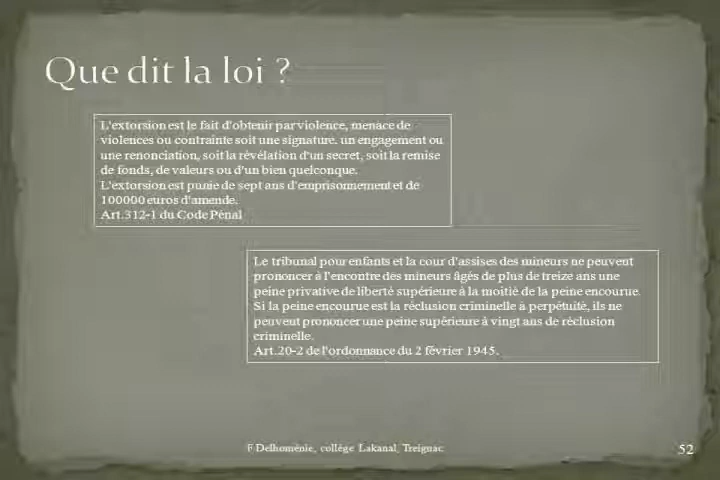 Que dit la loi ?
L'extorsion est le fait d'obtenir par violence, menace de
violences ou contrainte soit une signature. un engagement ou
une renonciation, soit la révélation d'un secret, soit la remise
de fonds, de valeurs ou d'un bien quelconque.
L'extorsion est punie de sept ans d'emprisonnement et de
100000 euros d'amende.
Art.312-1 du Code Pénal
Le tribunal pour enfants et la cour d'assises des mineurs ne peuvent
prononcer à l'encontre des mineurs âgés de plus de treize ans une
peine privative de liberté supérieure à la moitié de la peine encourue.
Si la peine encourue est la réclusion criminelle à perpétuité, ils ne
peuvent prononcer une peine supérieure à vingt ans de réclusion
criminelle.
Art.20-2 de l'ordonnance du 2 février 1945.
F Delhoménie, collège Lakanal, Treignac
52